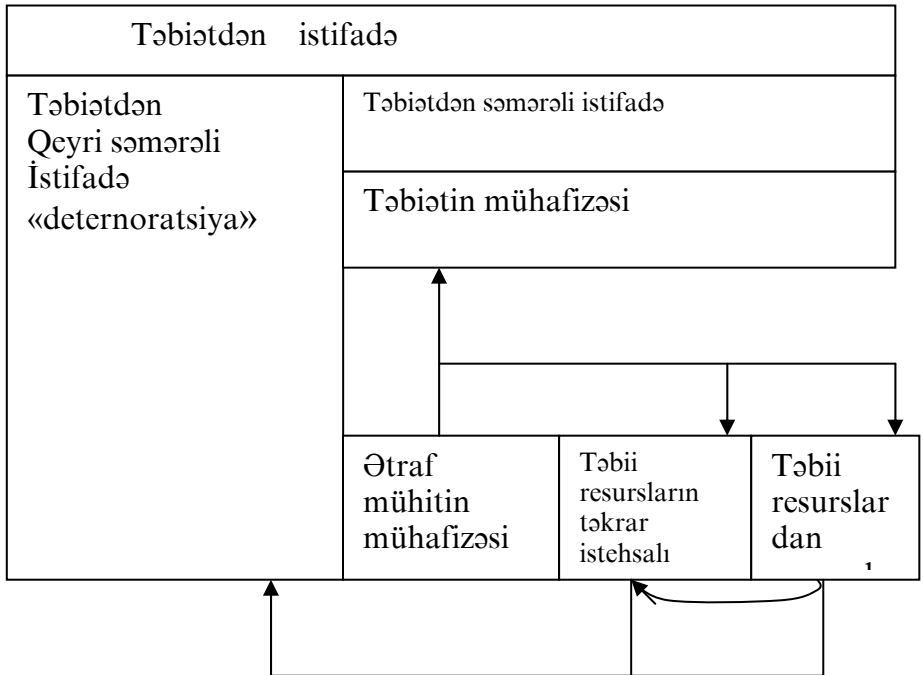 Təbiətdən istifadə
Təbiətdən
Qeyri səmərəli
İstifadə
«deternoratsiya»
Təbiətdən səmərəli istifadə
Təbiətin mühafizəsi
Ətraf
mühitin
mühafizəsi
Təbii
resursların
təkrar
istehsalı
Təbii
resurslar
dan